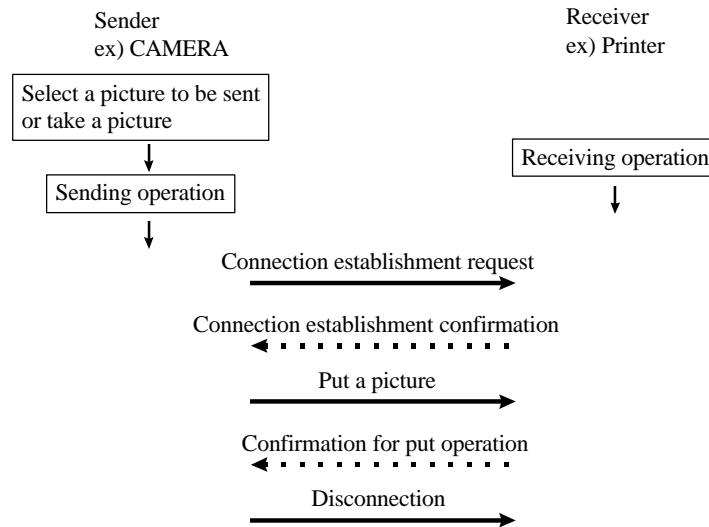 Sender
ex) CAMERA
Receiver
ex) Printer
Select a picture to be sent
or take a picture
Receiving operation
Sending operation
Connection establishment request
Connection establishment confirmation
Put a picture
Confirmation for put operation
Disconnection